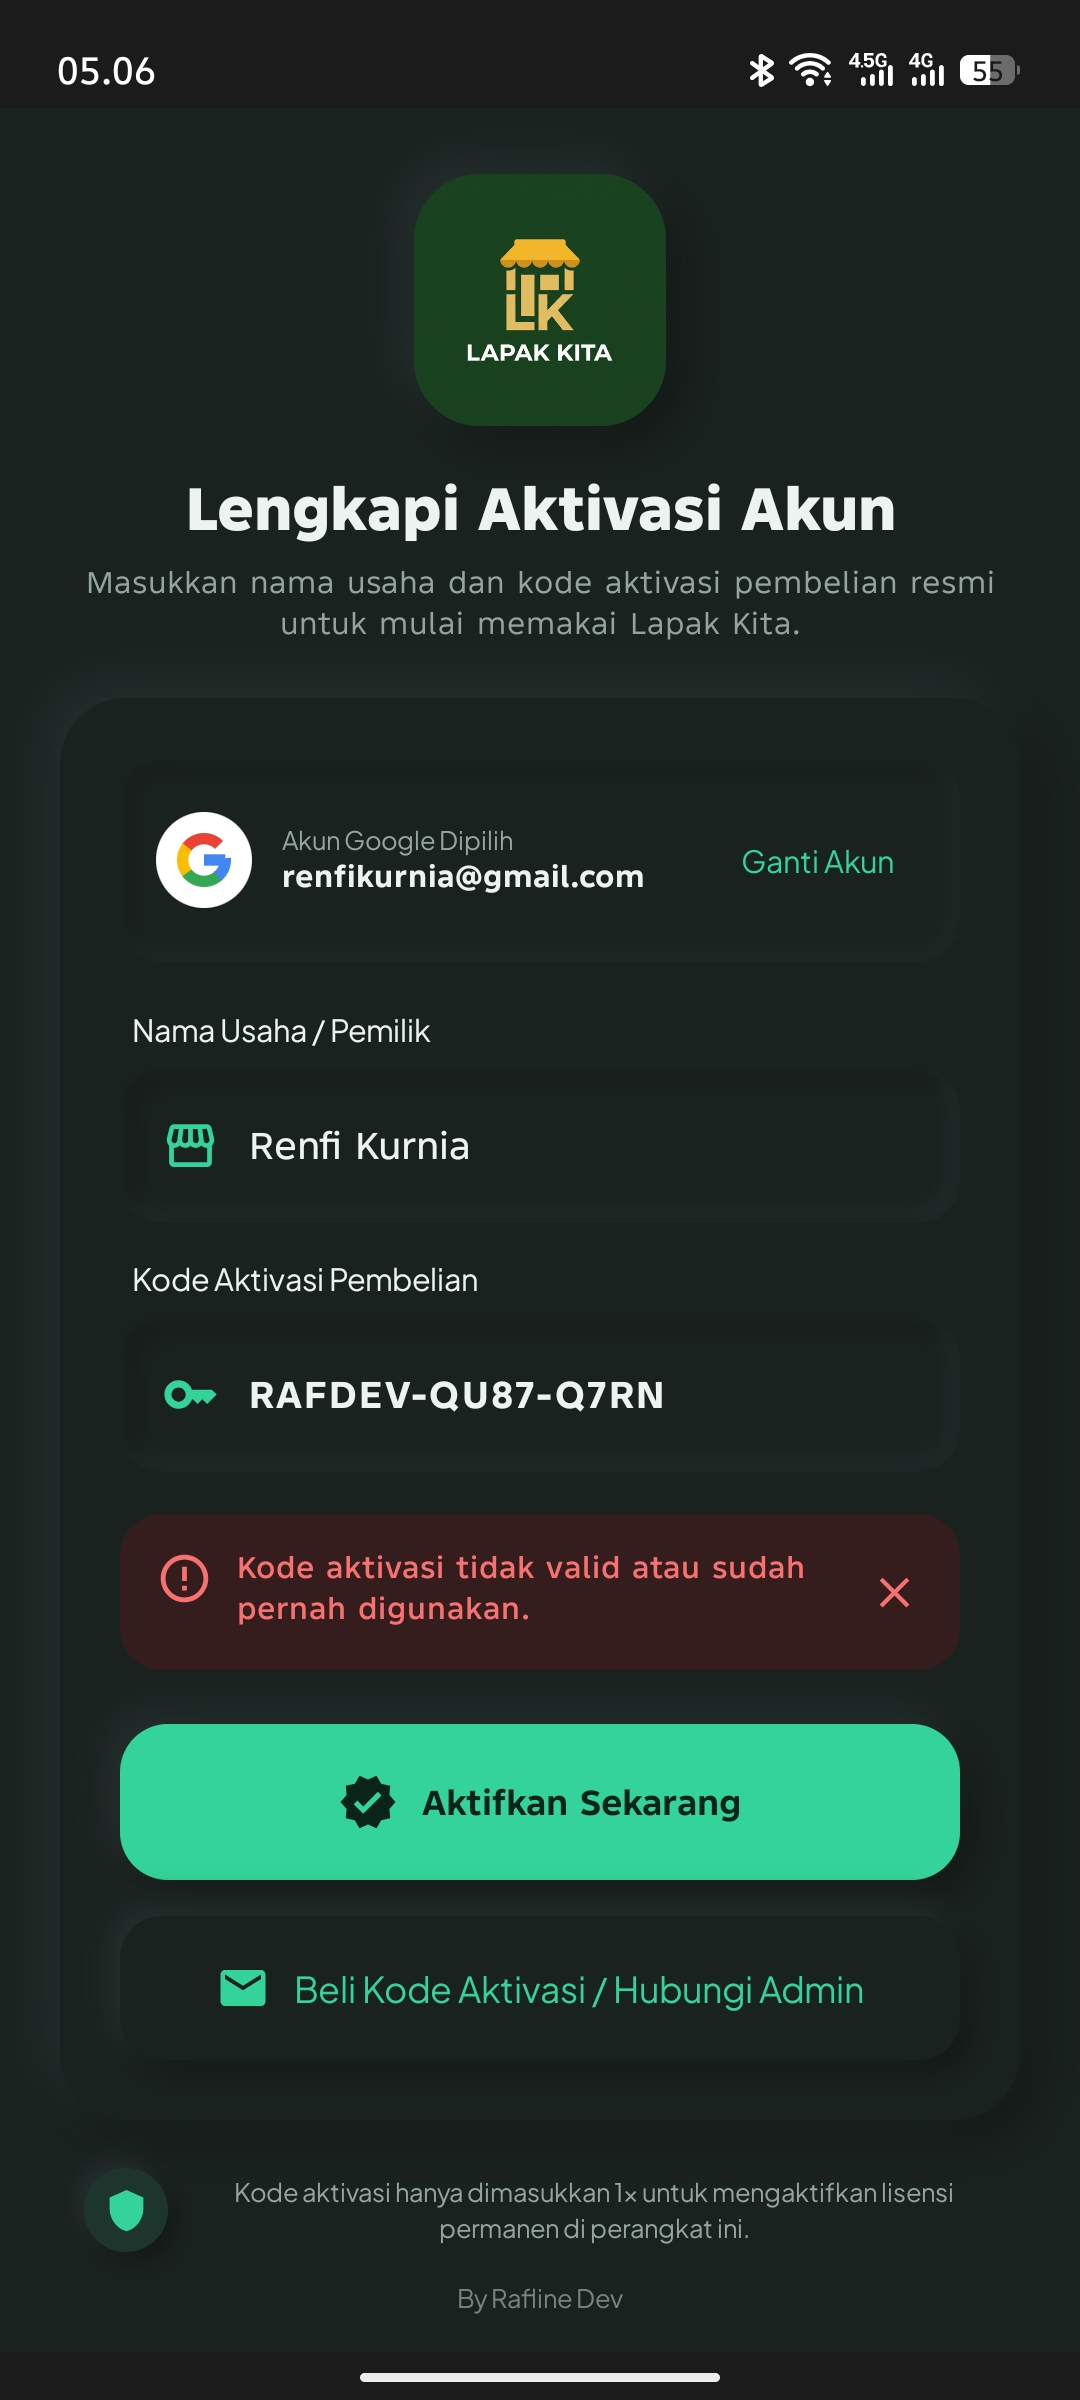 05.06
4.5G 4G 55
LK
LAPAK KITA
Lengkapi Aktivasi Akun
Masukkan nama usaha dan kode aktivasi pembelian resmi
untuk mulai memakai Lapak Kita.
Akun Google Dipilih
renfikurnia@gmail.com
Ganti Akun
Nama Usaha / Pemilik
Renfi Kurnia
Kode Aktivasi Pembelian
RAFDEV-QU87-Q7RN
Kode aktivasi tidak valid atau sudah
pernah digunakan.
Aktifkan Sekarang
Beli Kode Aktivasi / Hubungi Admin
Kode aktivasi hanya dimasukkan 1× untuk mengaktifkan lisensi
permanen di perangkat ini.
By Rafline Dev